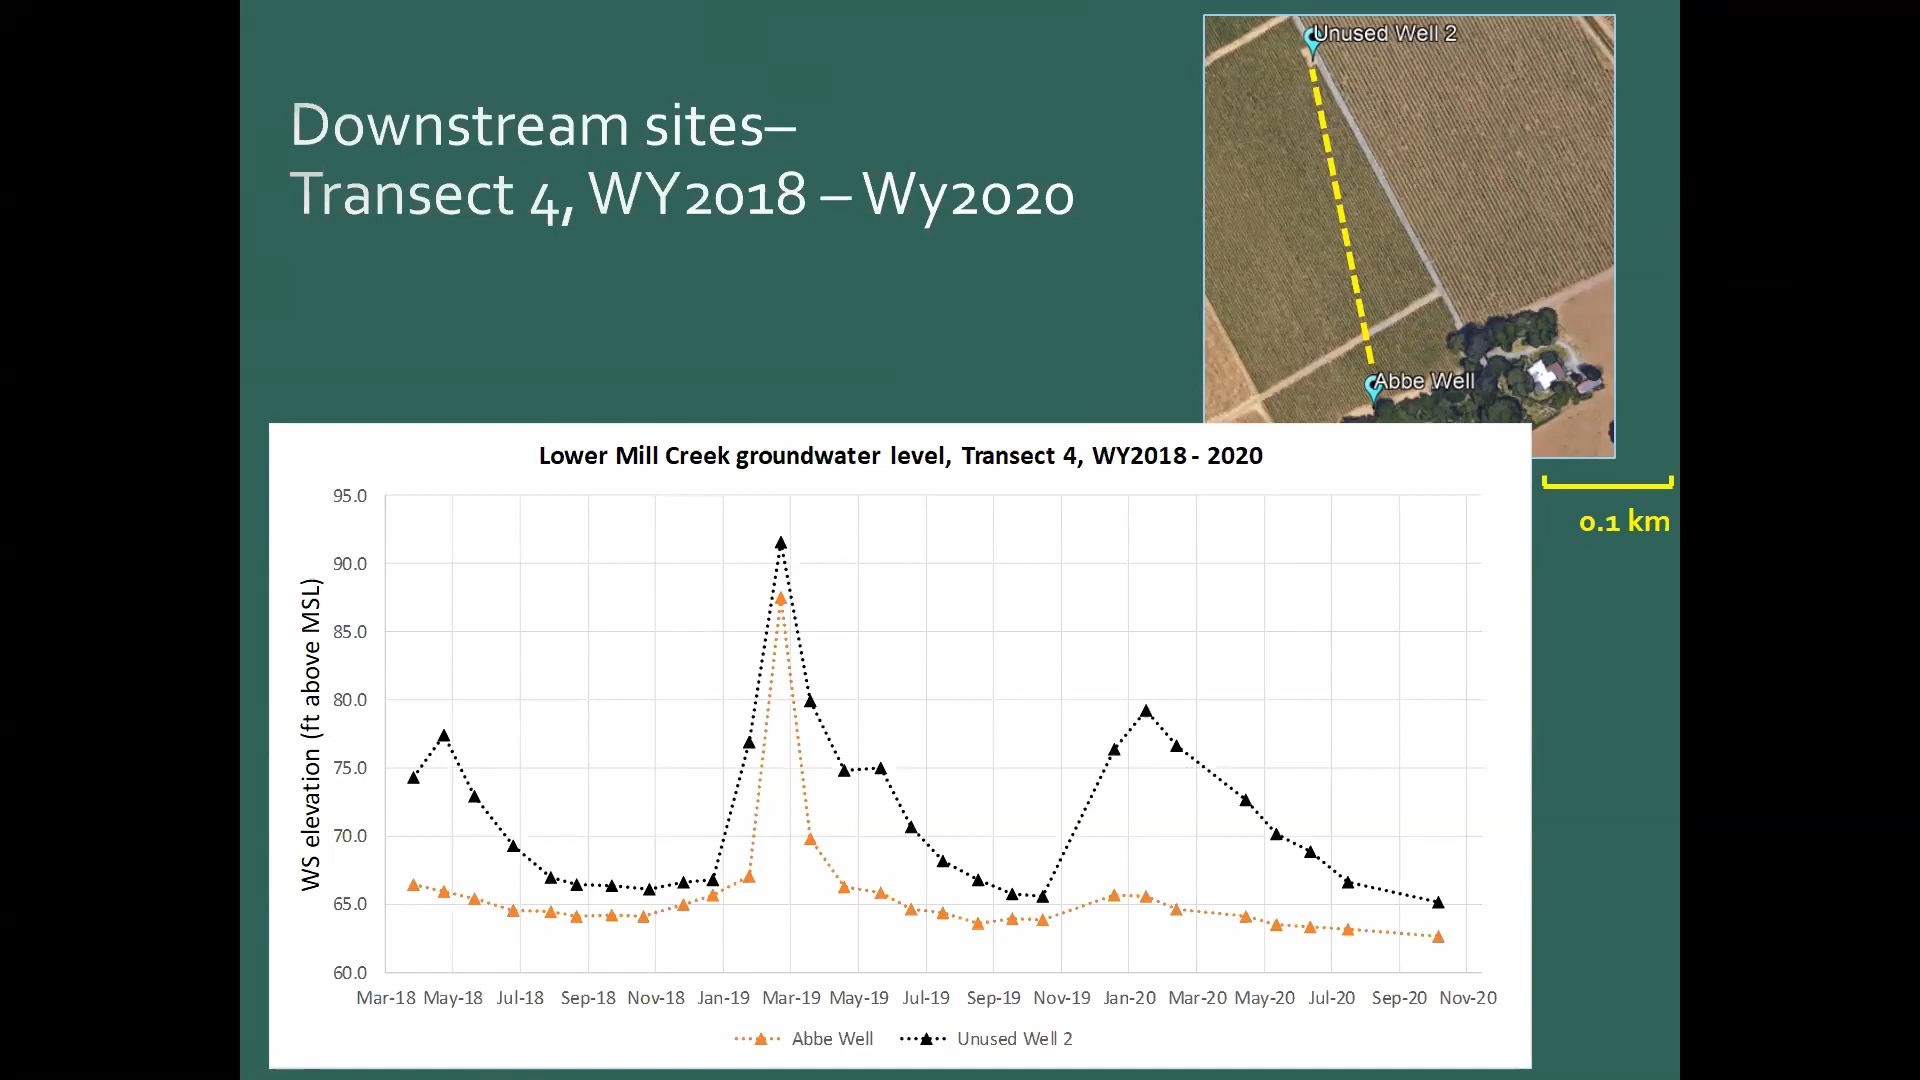 Downstream sites–
Transect 4, WY2018 – Wy2020
Unused Well 2
Abbe Well
0.1 km
Lower Mill Creek groundwater level, Transect 4, WY2018 - 2020
WS elevation (ft above MSL)
95.0
90.0
85.0
80.0
75.0
70.0
65.0
60.0
Mar-18 May-18 Jul-18 Sep-18 Nov-18 Jan-19 Mar-19 May-19 Jul-19 Sep-19 Nov-19 Jan-20 Mar-20 May-20 Jul-20 Sep-20 Nov-20
Abbe Well Unused Well 2